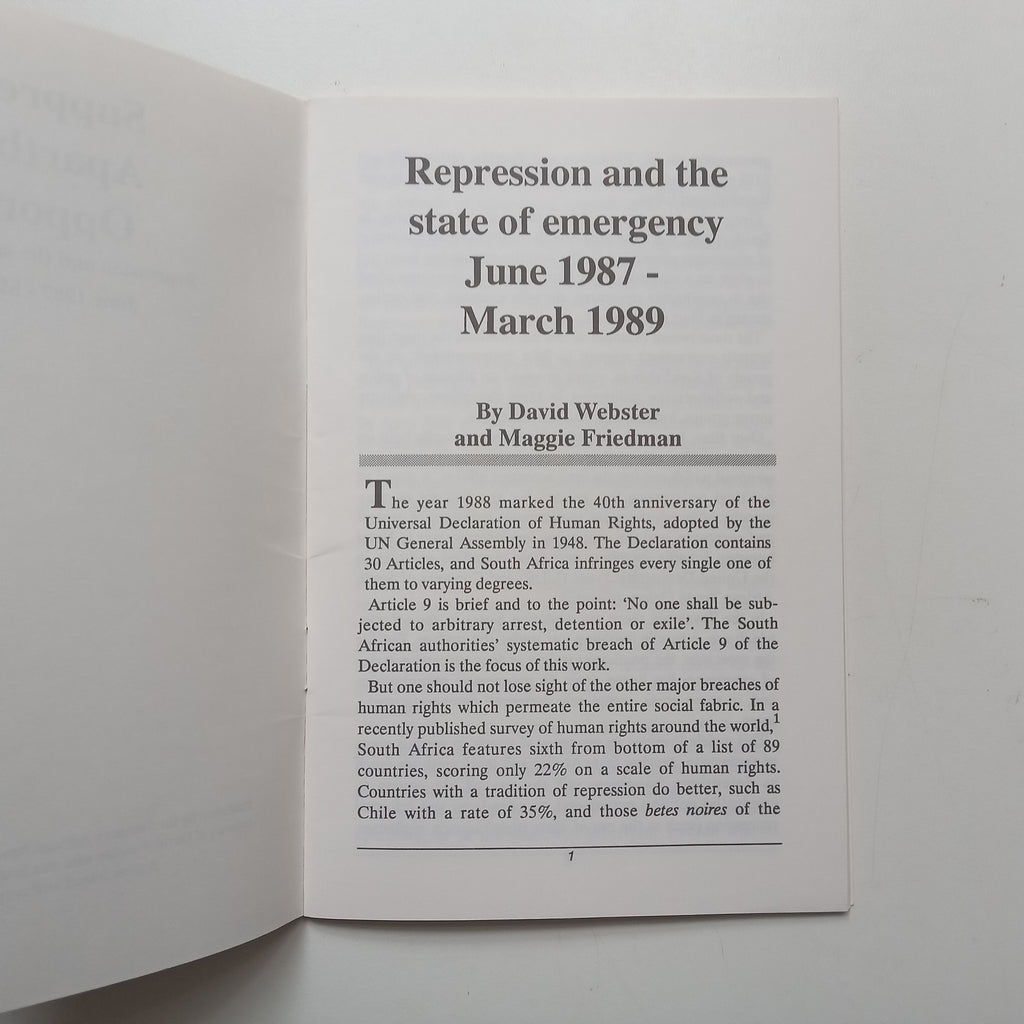 Repression and the
state of emergency
June 1987 -
March 1989
By David Webster
and Maggie Friedman
The year 1988 marked the 40th anniversary of the
Universal Declaration of Human Rights, adopted by the
UN General Assembly in 1948. The Declaration contains
30 Articles, and South Africa infringes every single one of
them to varying degrees.
Article 9 is brief and to the point: ‘No one shall be sub-
jected to arbitrary arrest, detention or exile’. The South
African authorities’ systematic breach of Article 9 of the
Declaration is the focus of this work.
But one should not lose sight of the other major breaches of
human rights which permeate the entire social fabric. In a
recently published survey of human rights around the world,1
South Africa features sixth from bottom of a list of 89
countries, scoring only 22% on a scale of human rights.
Countries with a tradition of repression do better, such as
Chile with a rate of 35%, and those betes noires of the
1